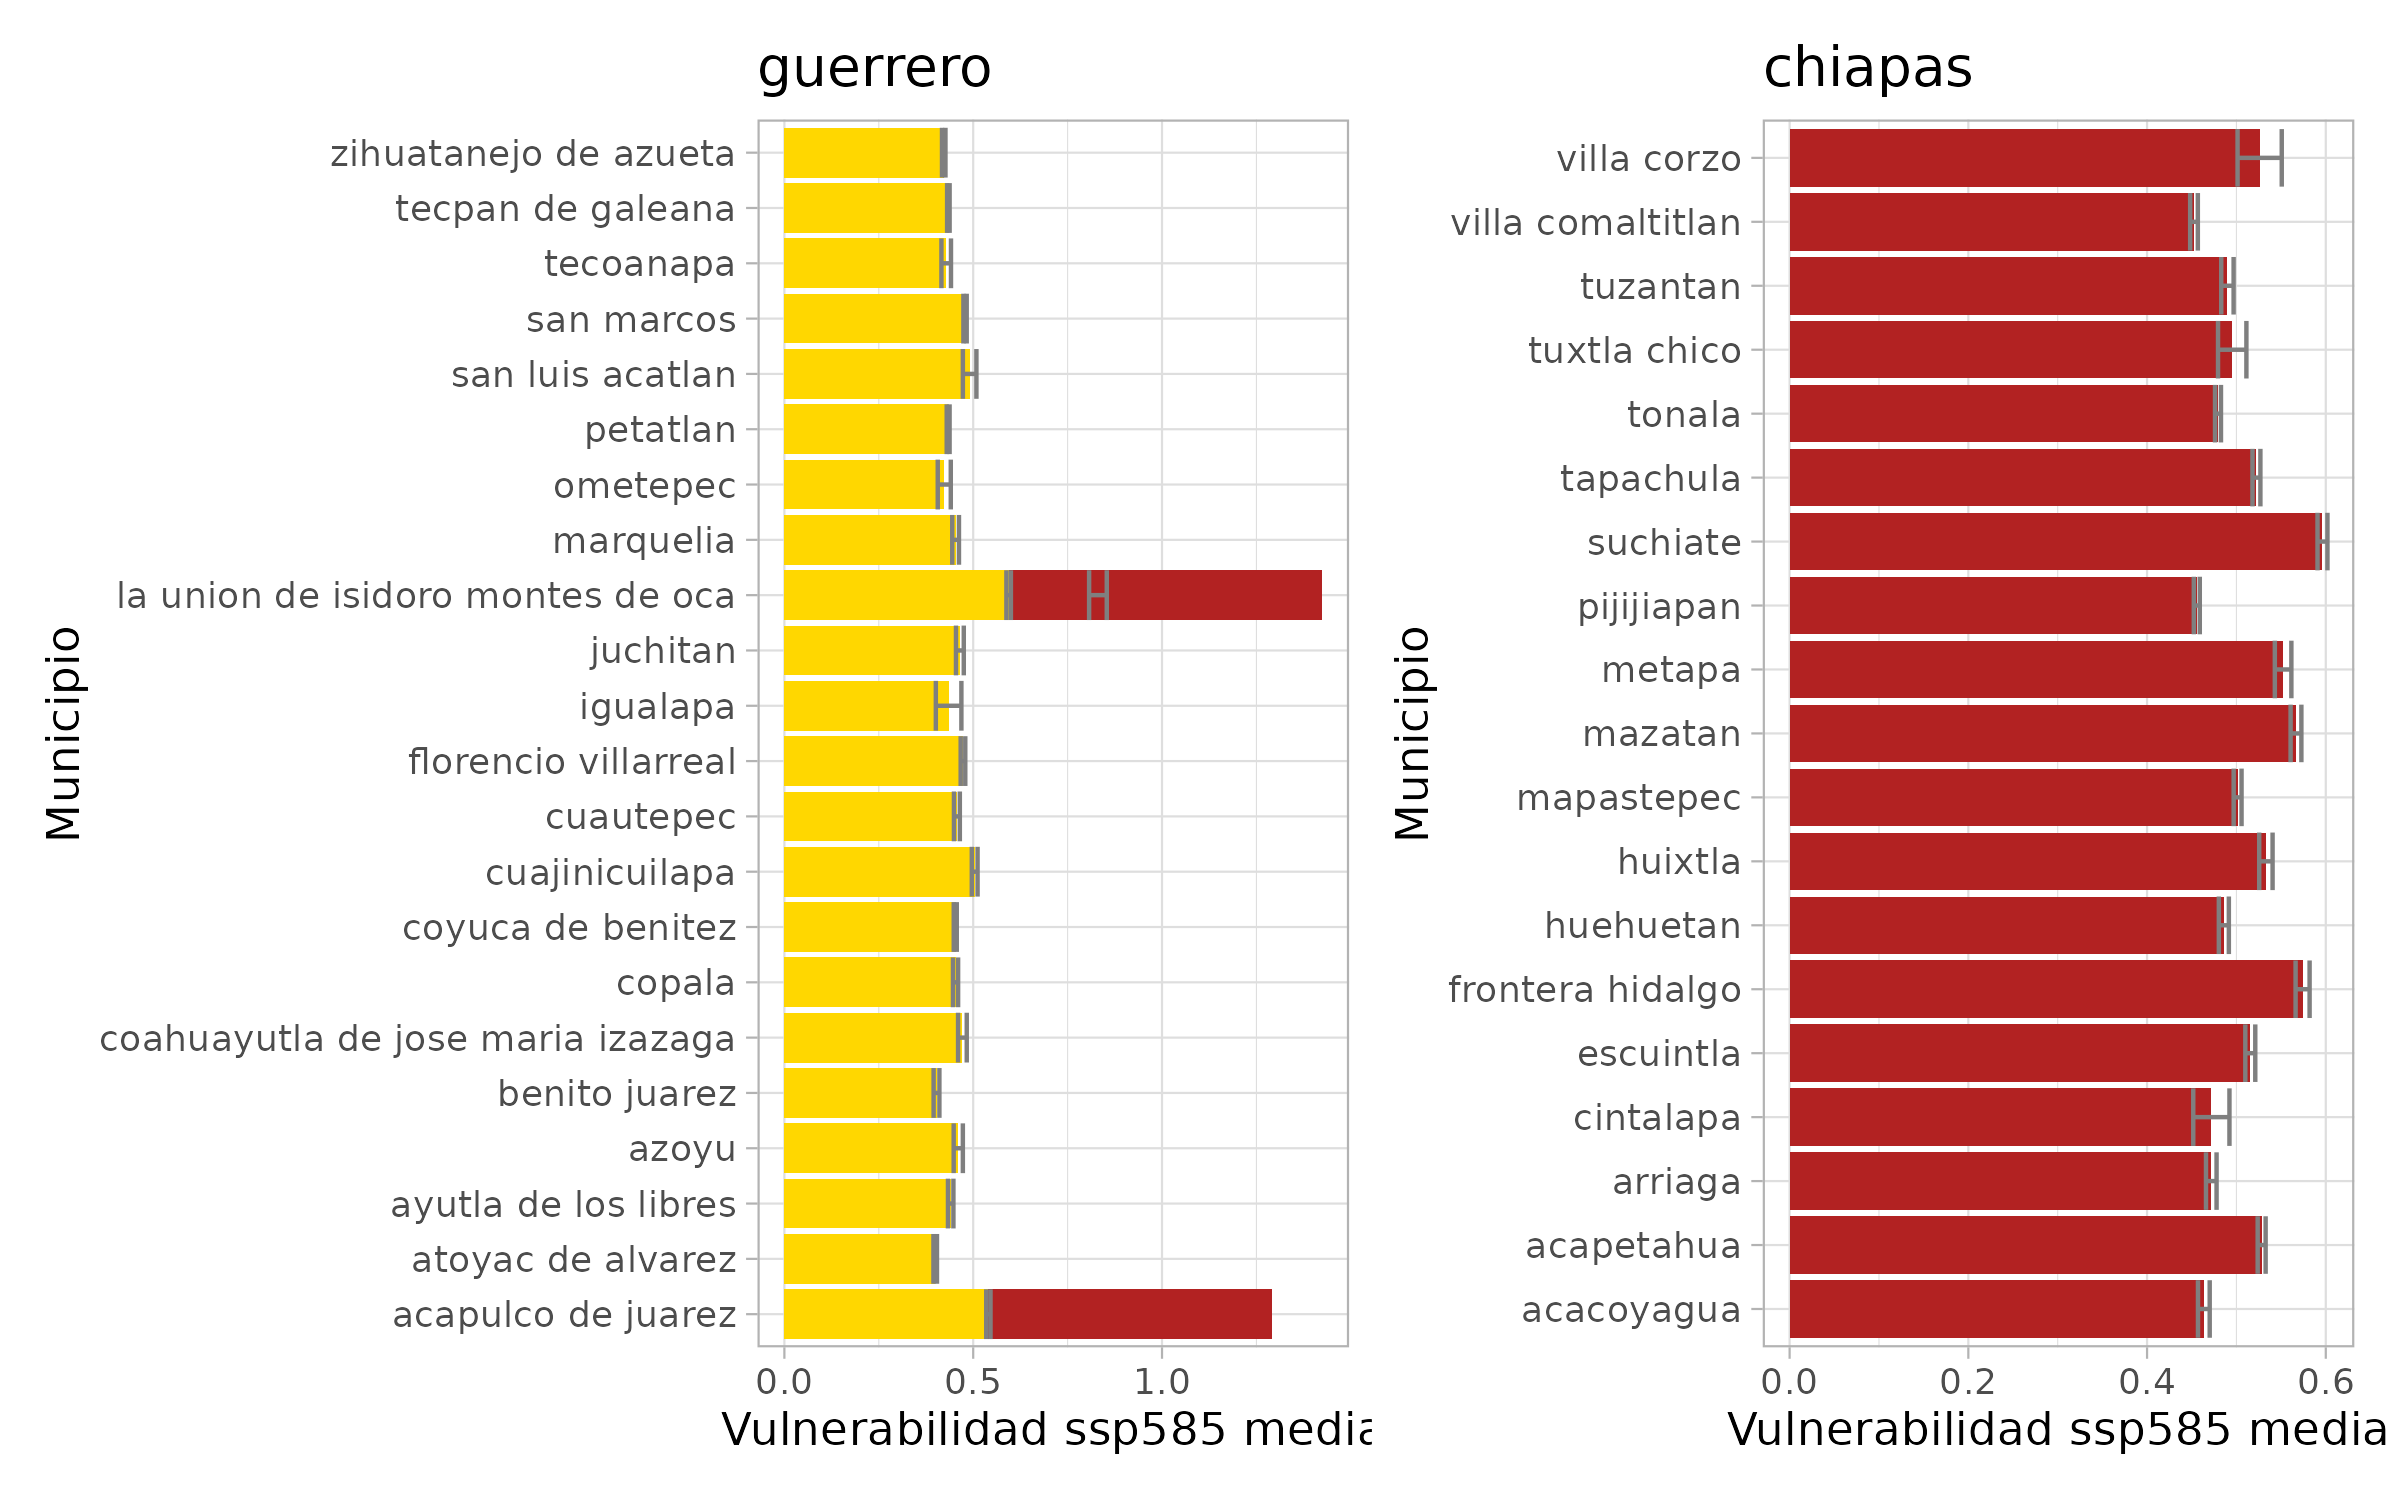 guerrero
zihuatanejo de azueta
tecpan de galeana
tecoanapa
san marcos
san luis acatlan
petatlan
ometepec
marquelia
la union de isidoro montes de oca
juchitan
igualapa
florencio villarreal
cuautepec
cuajinicuilapa
coyuca de benitez
copala
coahuayutla de jose maria izazaga
benito juarez
azoyu
ayutla de los libres
atoyac de alvarez
acapulco de juarez
Municipio
0.0 0.5 1.0
Vulnerabilidad ssp585 media
chiapas
villa corzo
villa comaltitlan
tuzantan
tuxtla chico
tonala
tapachula
suchiate
pijijiapan
metapa
mazatan
mapastepec
huixtla
huehuetan
frontera hidalgo
escuintla
cintalapa
arriaga
acapetahua
acacoyagua
Municipio
0.0 0.2 0.4 0.6
Vulnerabilidad ssp585 media